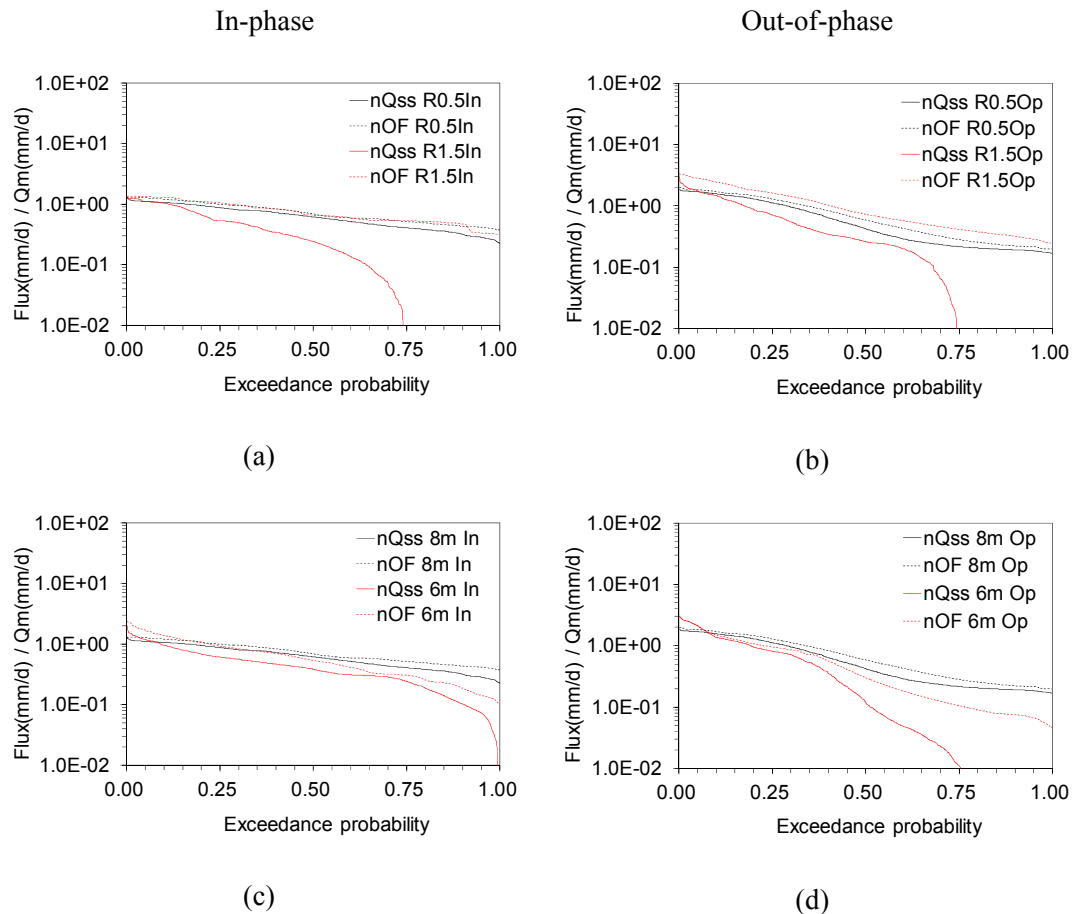 In-phase
Out-of-phase
Flux(mm/d) / Qm(mm/d)
1.0E+02
1.0E+01
1.0E+00
1.0E-01
1.0E-02
nQss R0.5In
nOF R0.5In
nQss R1.5In
nOF R1.5In
0.00 0.25 0.50 0.75 1.00
Exceedance probability
(a)
Flux(mm/d) / Qm(mm/d)
1.0E+02
1.0E+01
1.0E+00
1.0E-01
1.0E-02
nQss R0.5Op
nOF R0.5Op
nQss R1.5Op
nOF R1.5Op
0.00 0.25 0.50 0.75 1.00
Exceedance probability
(b)
Flux(mm/d) / Qm(mm/d)
1.0E+02
1.0E+01
1.0E+00
1.0E-01
1.0E-02
nQss 8m In
nOF 8m In
nQss 6m In
nOF 6m In
0.00 0.25 0.50 0.75 1.00
Exceedance probability
(c)
Flux(mm/d) / Qm(mm/d)
1.0E+02
1.0E+01
1.0E+00
1.0E-01
1.0E-02
nQss 8m Op
nOF 8m Op
nQss 6m Op
nOF 6m Op
0.00 0.25 0.50 0.75 1.00
Exceedance probability
(d)